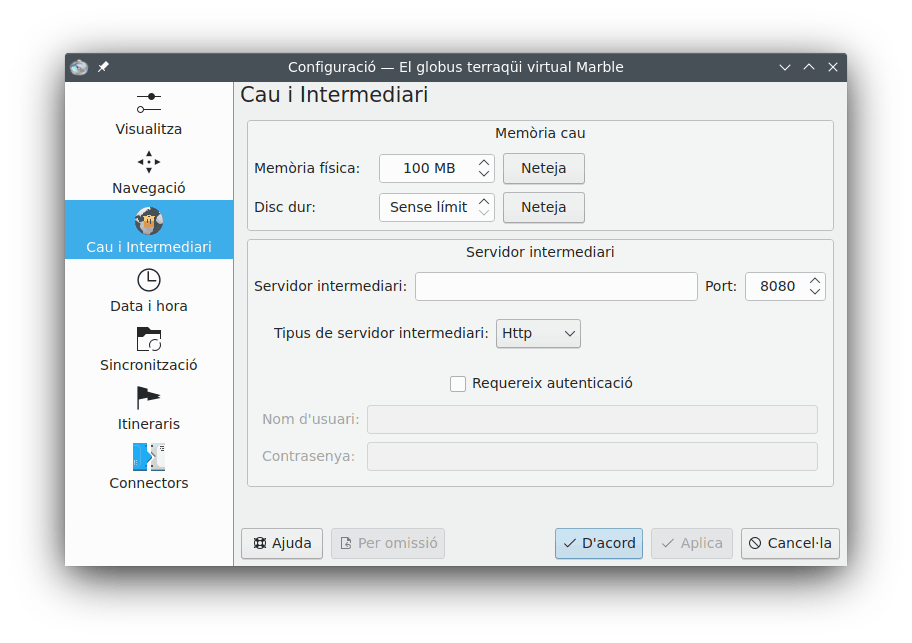 Configuració — El globus terraqüi virtual Marble
Visualitza
Navegació
Cau i Intermediari
Data i hora
Sincronització
Itineraris
Connectors
Cau i Intermediari
Memòria cau
Memòria física: 100 MB Neteja
Disc dur: Sense límit Neteja
Servidor intermediari
Servidor intermediari: Port: 8080
Tipus de servidor intermediari: Http
Requereix autenticació
Nom d'usuari:
Contrasenya:
Ajuda Per omissió D'acord Aplica Cancel·la